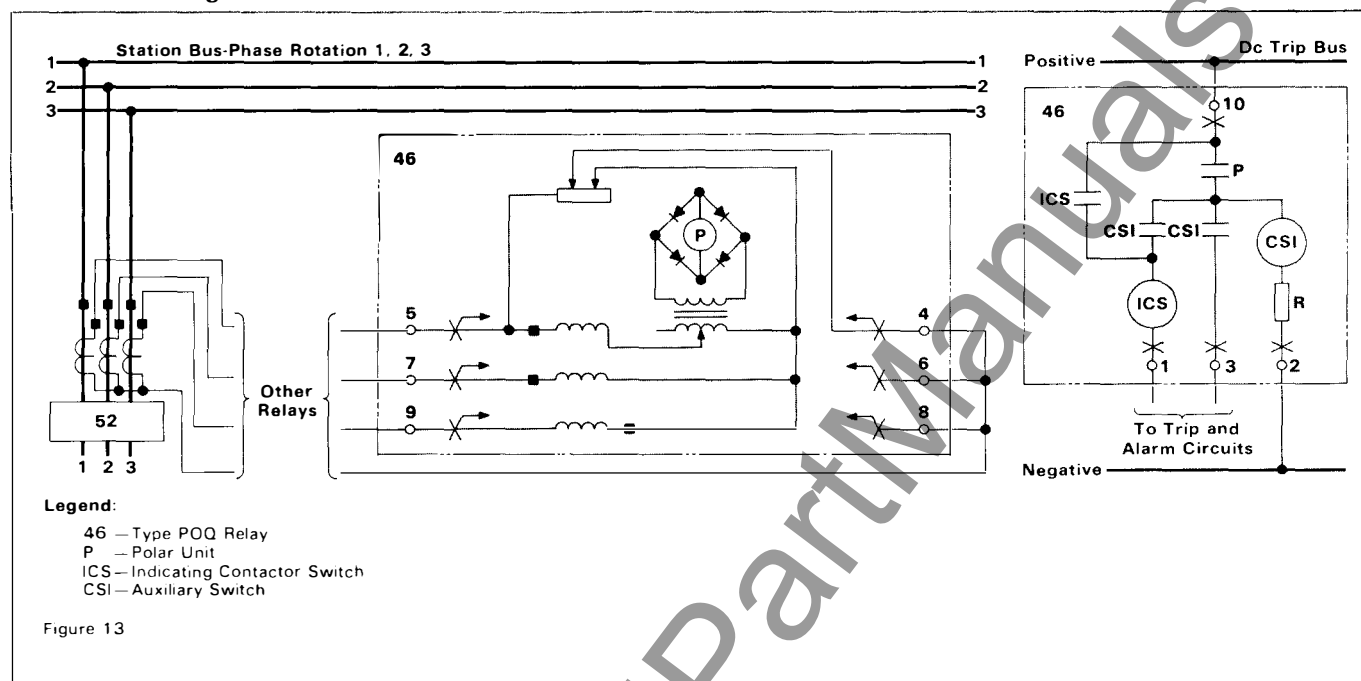 Station Bus-Phase Rotation 1, 2, 3
1 1
2 2
3 3
Dc Trip Bus
Positive
46
46
10
P
ICS
CSI CSI
CSI
P
ICS
R
5
4
7
6
9
8
1 3 2
Other
Relays
52
1 2 3
To Trip and
Alarm Circuits
Negative
Legend:
46 — Type POQ Relay
P — Polar Unit
ICS — Indicating Contactor Switch
CSI — Auxiliary Switch
Figure 13
PartManuals